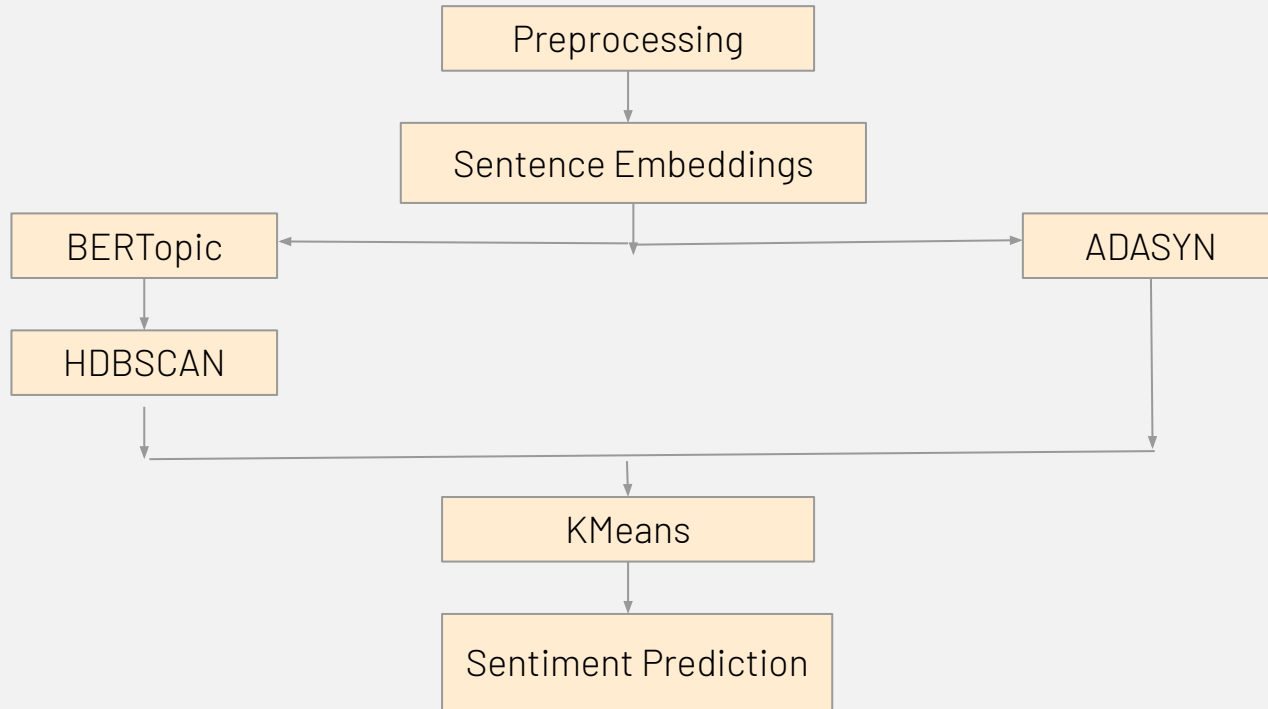 Preprocessing
Sentence Embeddings
BERTopic
ADASYN
HDBSCAN
KMeans
Sentiment Prediction